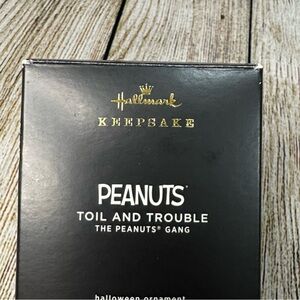 Hallmark
KEEPSAKE
PEANUTS
TOIL AND TROUBLE
THE PEANUTS® GANG
halloween ornament